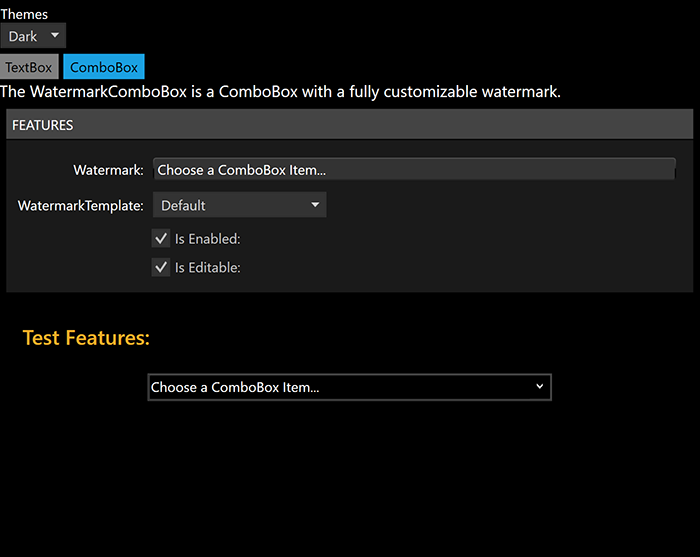 Themes
Dark
TextBox ComboBox
The WatermarkComboBox is a ComboBox with a fully customizable watermark.
FEATURES
Watermark: Choose a ComboBox Item...
WatermarkTemplate: Default
Is Enabled:
Is Editable:
Test Features:
Choose a ComboBox Item...